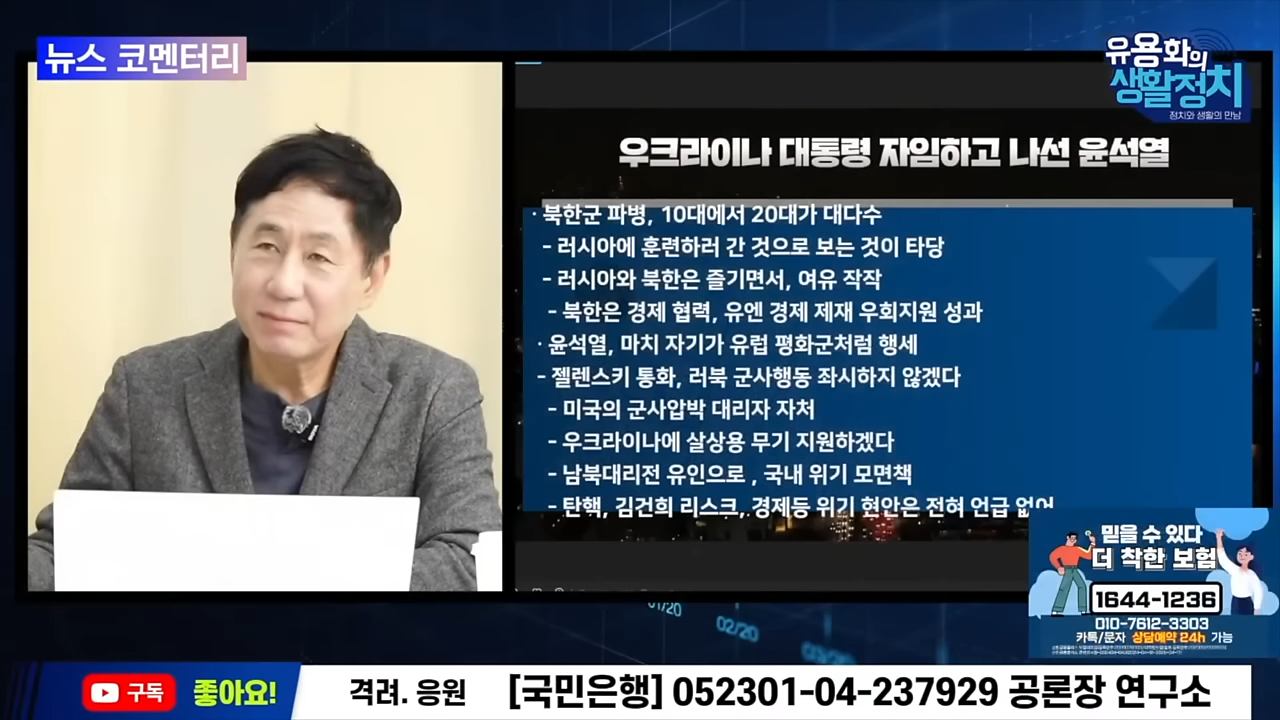 뉴스 코멘터리
유용화의
생활정치
정치와 생활의 만남
우크라이나 대통령 자임하고 나선 윤석열
· 북한군 파병, 10대에서 20대가 대다수
- 러시아에 훈련하러 간 것으로 보는 것이 타당
- 러시아와 북한은 즐기면서, 여유 작작
- 북한은 경제 협력, 유엔 경제 제재 우회지원 성과
· 윤석열, 마치 자기가 유럽 평화군처럼 행세
- 젤렌스키 통화, 러북 군사행동 좌시하지 않겠다
- 미국의 군사압박 대리자 자처
- 우크라이나에 살상용 무기 지원하겠다
- 남북대리전 유인으로 , 국내 위기 모면책
- 탄핵, 김건희 리스크, 경제등 위기 현안은 전혀 언급 없어
믿을 수 있다
더 착한 보험
1644-1236
010-7612-3303
카톡/문자 상담예약 24h 가능
01/20
02/20
구독 좋아요! 격려. 응원 [국민은행] 052301-04-237929 공론장 연구소